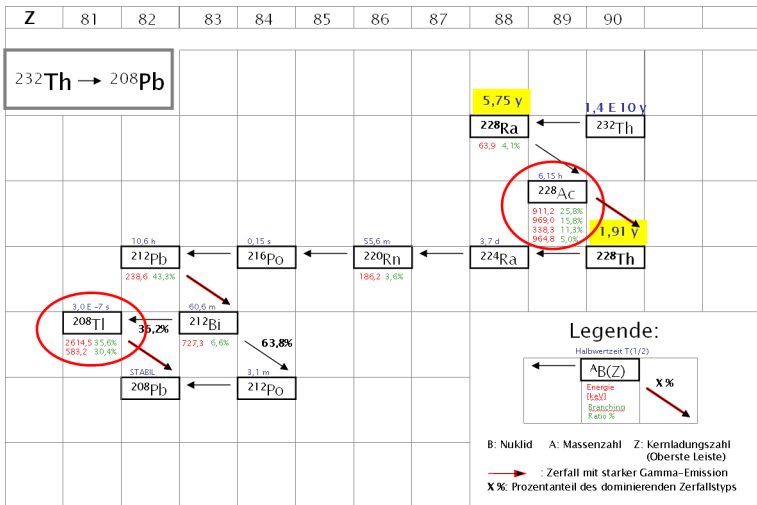 Z 81 82 83 84 85 86 87 88 89 90
²³²Th → ²⁰⁸Pb
5,75 y
1,4 E 10 y
²²⁸Ra
²³²Th
63,9 4,1%
6,15 h
²²⁸Ac
911,2 25,8%
969,0 15,8%
338,3 11,3%
964,8 5,0%
1,91 y
10,6 h
0,15 s
55,6 m
3,7 d
²¹²Pb
²¹⁶Po
²²⁰Rn
²²⁴Ra
²²⁸Th
238,6 43,3%
186,2 3,6%
3,0 E -7 s
60,6 m
²⁰⁸Tl
36,2%
²¹²Bi
2614,5 35,6%
583,2 30,4%
727,3 6,6%
63,8%
STABIL
3,1 m
²⁰⁸Pb
²¹²Po
Legende:
Halbwertzeit T(1/2)
ᴬB(Z)
X %
Energie
[keV]
Branching
Ratio %
B: Nuklid A: Massenzahl Z: Kernladungszahl
(Oberste Leiste)
: Zerfall mit starker Gamma-Emission
X %: Prozentanteil des dominierenden Zerfallstyps